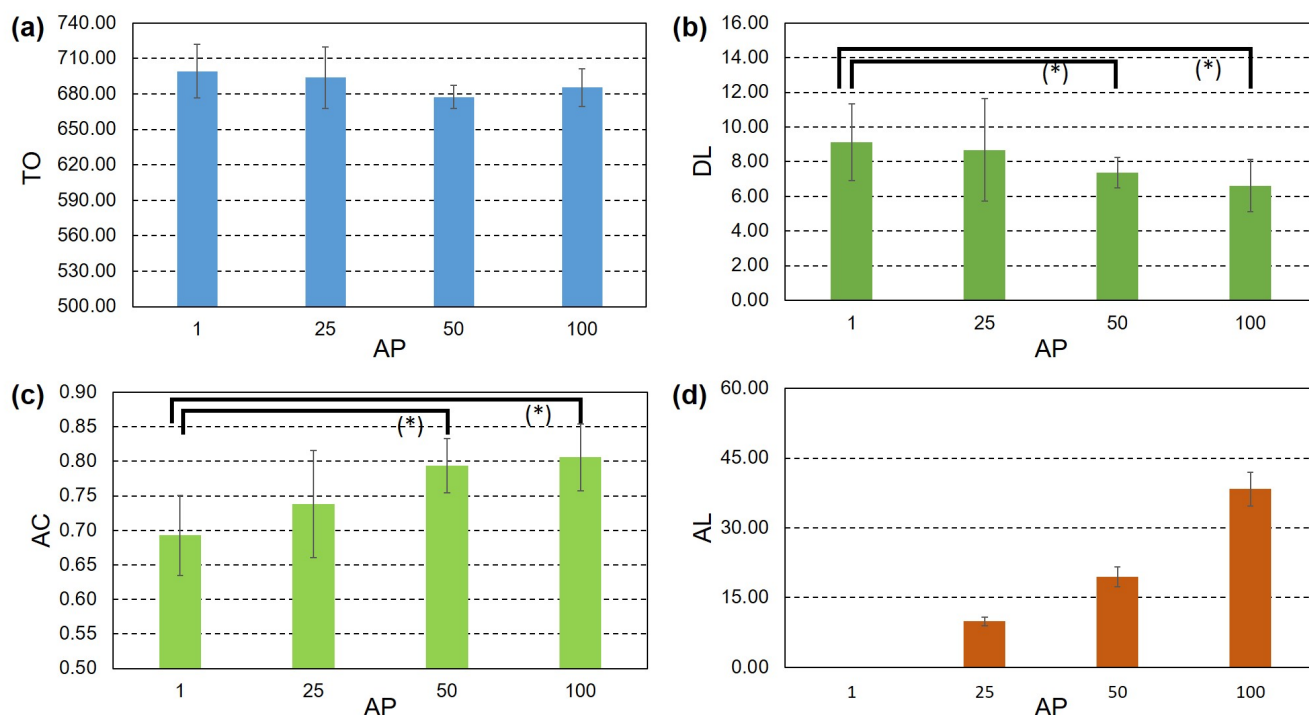 (a)
740.00
710.00
680.00
650.00
620.00
590.00
560.00
530.00
500.00
TO
1 25 50 100
AP
(b)
16.00
14.00
12.00
10.00
8.00
6.00
4.00
2.00
0.00
DL
(*) (*)
1 25 50 100
AP
(c)
0.90
0.85
0.80
0.75
0.70
0.65
0.60
0.55
0.50
AC
(*) (*)
1 25 50 100
AP
(d)
60.00
45.00
30.00
15.00
0.00
AL
1 25 50 100
AP